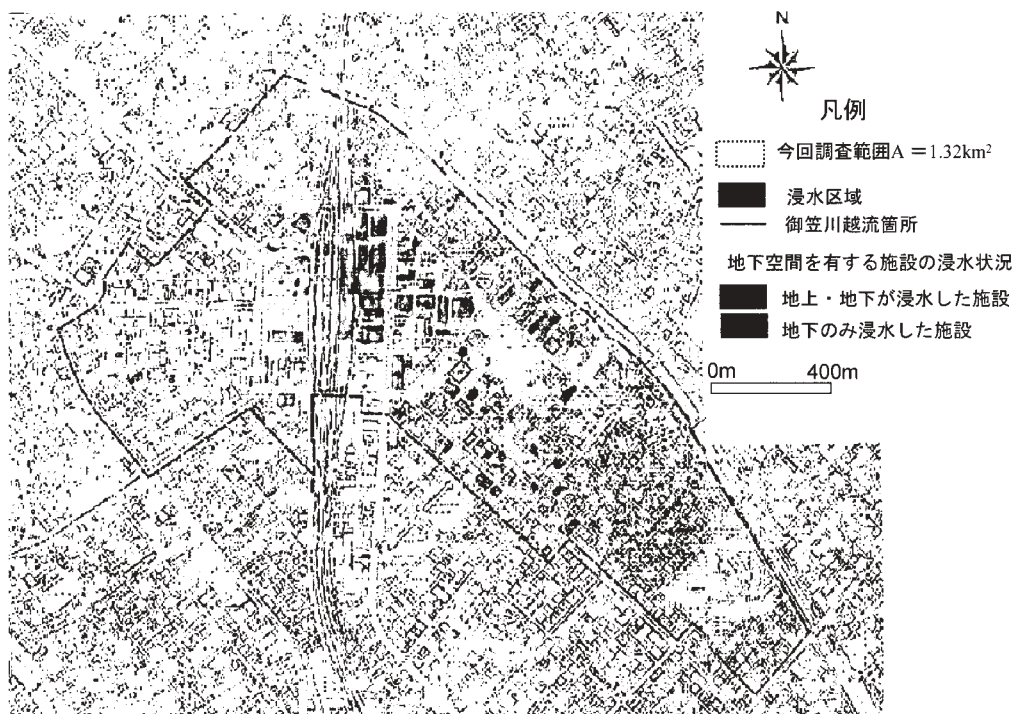 N
凡例
今回調査範囲A＝1.32km²
浸水区域
御笠川越流箇所
地下空間を有する施設の浸水状況
地上・地下が浸水した施設
地下のみ浸水した施設
0m 400m